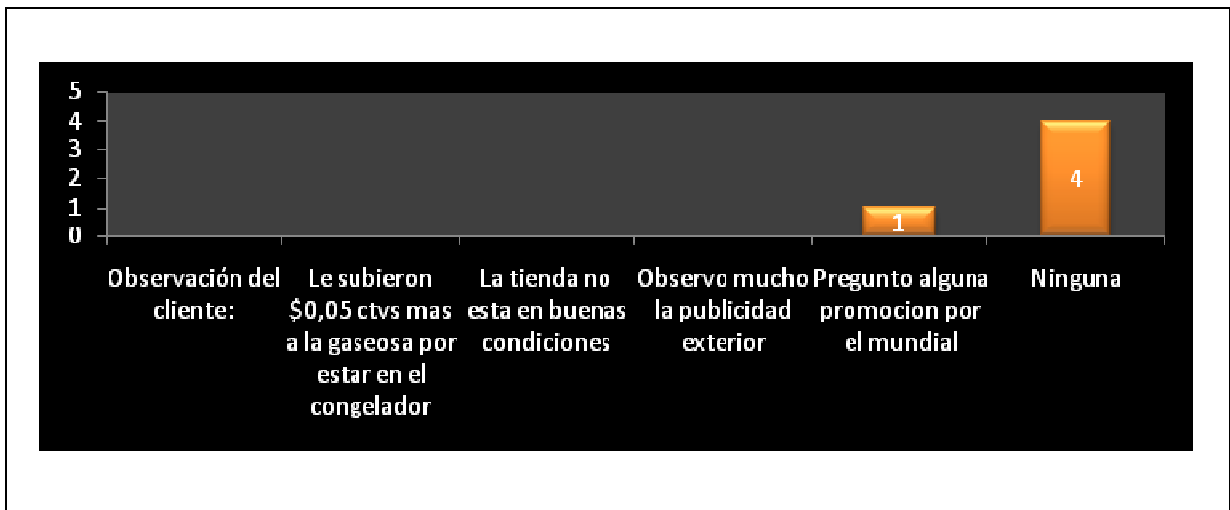 5
4
3
2
1
0
1
4
Observación del
cliente:
Le subieron
$0,05 ctvs mas
a la gaseosa por
estar en el
congelador
La tienda no
esta en buenas
condiciones
Observo mucho
la publicidad
exterior
Pregunto alguna
promocion por
el mundial
Ninguna